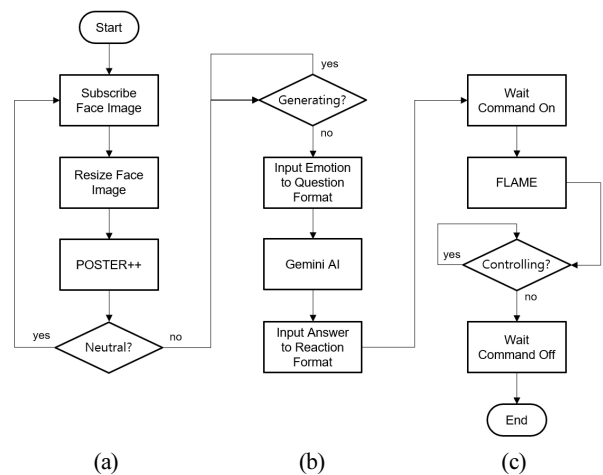 Start
Subscribe
Face Image
Resize Face
Image
POSTER++
Neutral?
yes
no
(a)
yes
Generating?
no
Input Emotion
to Question
Format
Gemini AI
Input Answer
to Reaction
Format
(b)
Wait
Command On
FLAME
yes
Controlling?
no
Wait
Command Off
End
(c)